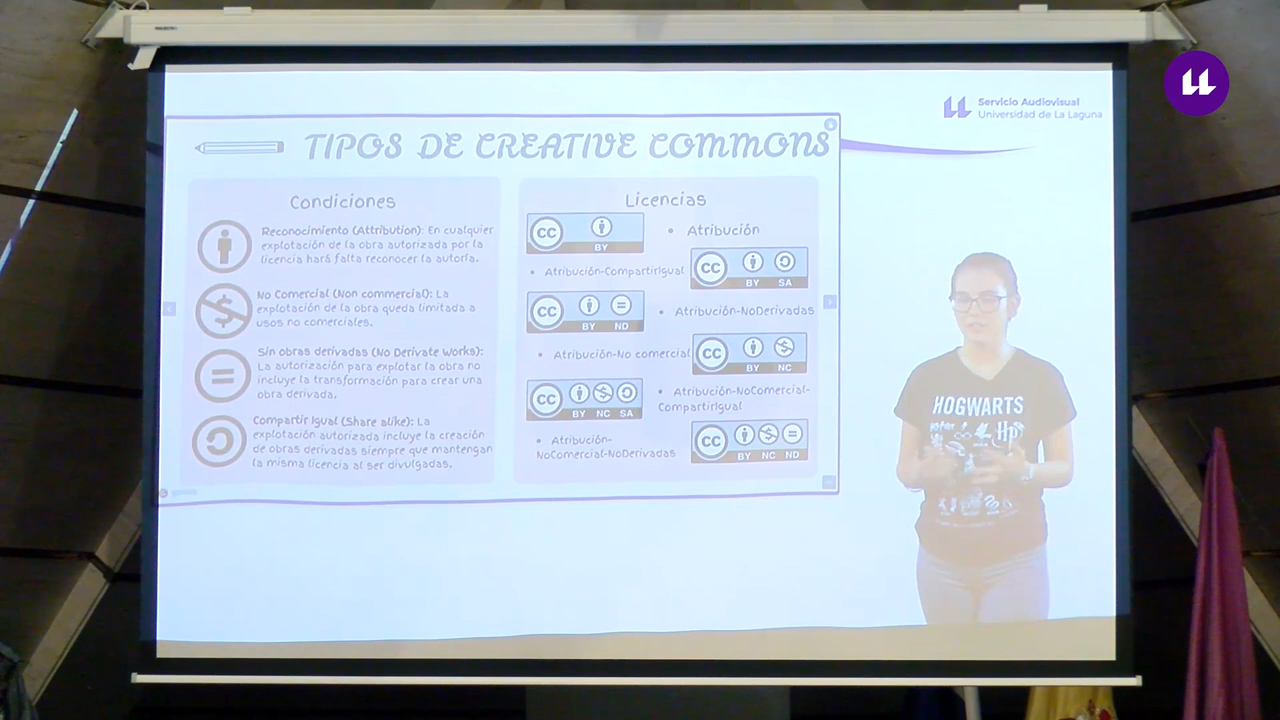 Servicio Audiovisual
Universidad de La Laguna
TIPOS DE CREATIVE COMMONS
Condiciones
Reconocimiento (Attribution): En cualquier
explotación de la obra autorizada por la
licencia hará falta reconocer la autoría.
No Comercial (Non commercial): La
explotación de la obra queda limitada a
usos no comerciales.
Sin obras derivadas (No Derivate Works):
La autorización para explotar la obra no
incluye la transformación para crear una
obra derivada.
Compartir Igual (Share alike): La
explotación autorizada incluye la creación
de obras derivadas siempre que mantengan
la misma licencia al ser divulgadas.
Licencias
CC BY
• Atribución
• Atribución-CompartirIgual
CC BY SA
CC BY ND
• Atribución-NoDerivadas
• Atribución-No comercial
CC BY NC
CC BY NC SA
• Atribución-NoComercial-
CompartirIgual
• Atribución-
NoComercial-NoDerivadas
CC BY NC ND
HOGWARTS
HP